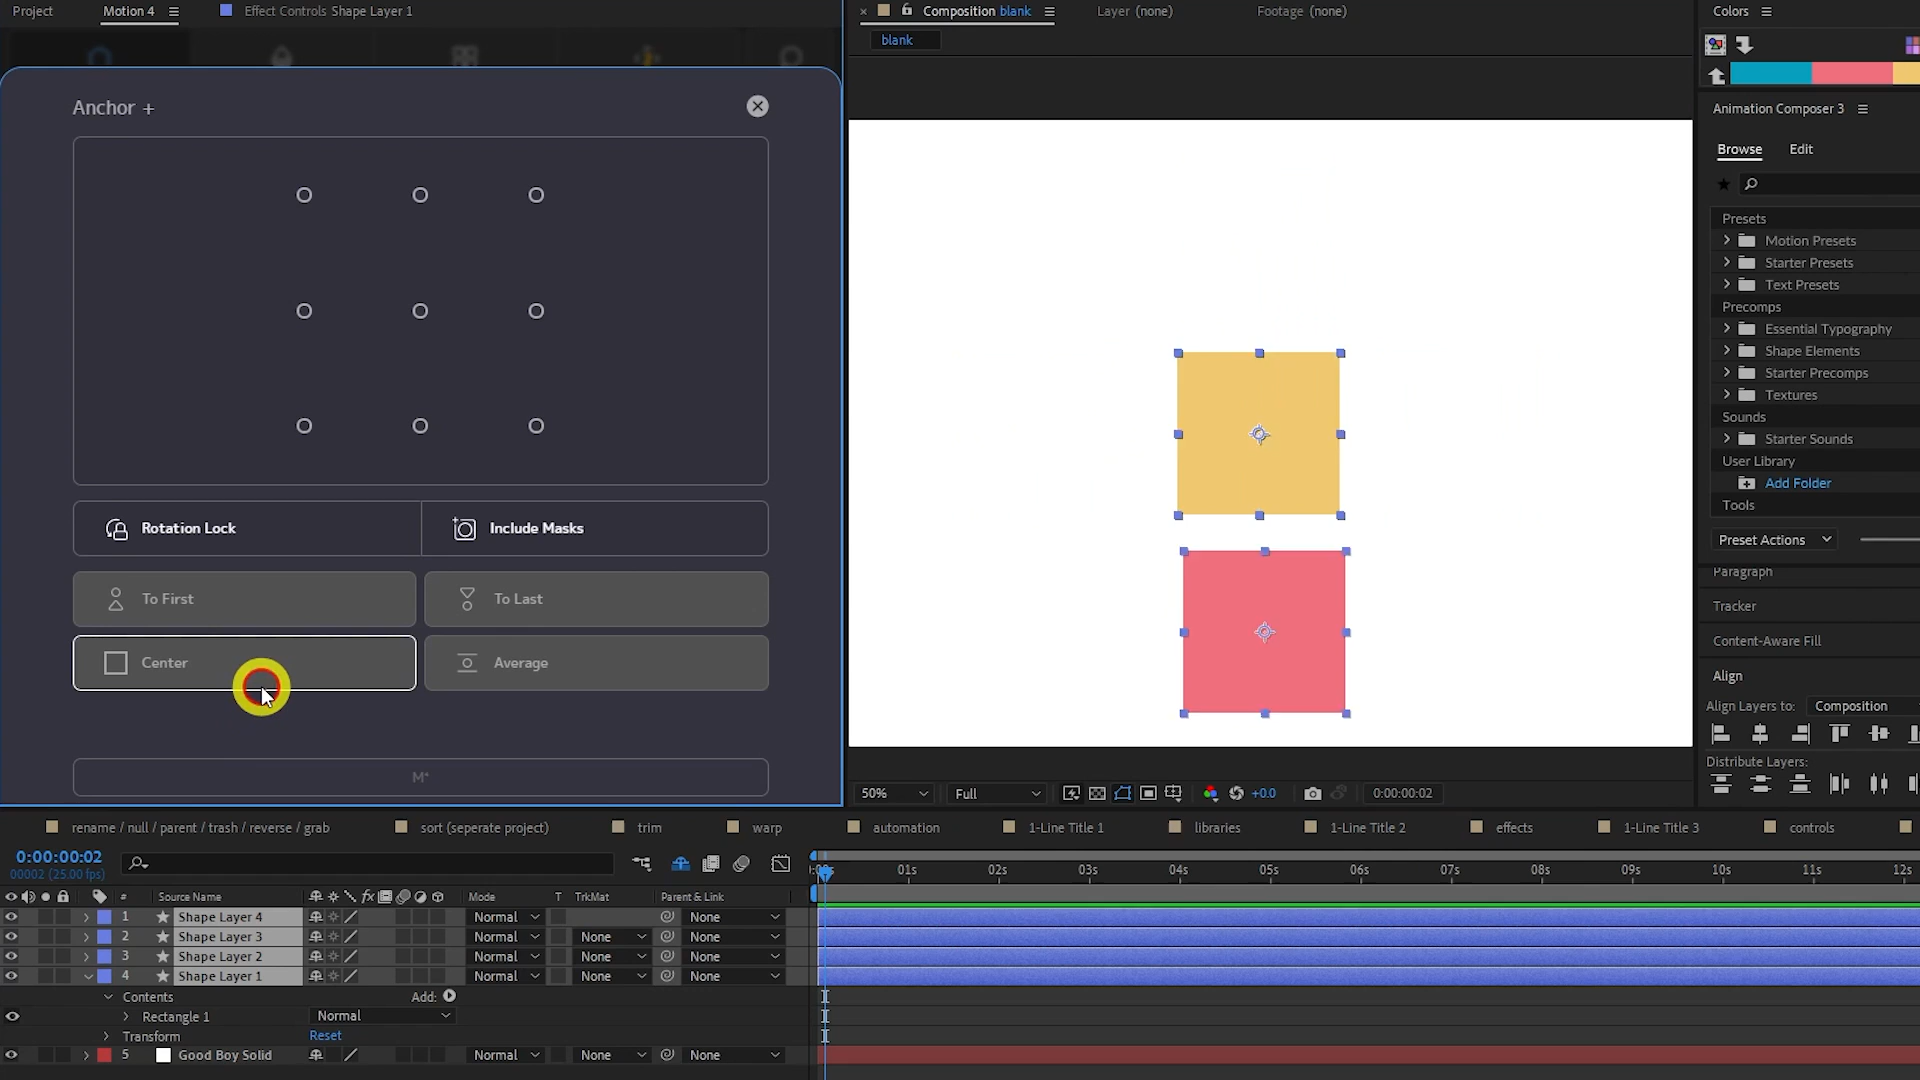 Project
Motion 4
Effect Controls Shape Layer 1
Composition blank
Layer (none)
Footage (none)
Colors
blank
Anchor +
Animation Composer 3
Browse
Edit
Presets
Motion Presets
Starter Presets
Text Presets
Precomps
Essential Typography
Shape Elements
Starter Precomps
Textures
Sounds
Starter Sounds
User Library
Add Folder
Tools
Rotation Lock
Include Masks
Preset Actions
Paragraph
To First
To Last
Tracker
Content-Aware Fill
Center
Average
Align
Align Layers to:
Composition
Distribute Layers:
M*
50%
Full
+0.0
0:00:00:02
rename / null / parent / trash / reverse / grab
sort (seperate project)
trim
warp
automation
1-Line Title 1
libraries
1-Line Title 2
effects
1-Line Title 3
controls
0:00:00:02
00002 (25.00 fps)
01s 02s 03s 04s 05s 06s 07s 08s 09s 10s 11s 12s
# Source Name fx Mode T TrkMat Parent & Link
1 Shape Layer 4 Normal None
2 Shape Layer 3 Normal None None
3 Shape Layer 2 Normal None None
4 Shape Layer 1 Normal None None
Contents Add:
Rectangle 1 Normal
Transform Reset
5 Good Boy Solid Normal None None